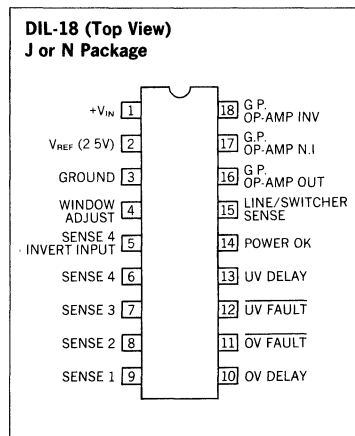 DIL-18 (Top View)
J or N Package
+VIN 1
VREF (2 5V) 2
GROUND 3
WINDOW
ADJUST 4
SENSE 4
INVERT INPUT 5
SENSE 4 6
SENSE 3 7
SENSE 2 8
SENSE 1 9
18 G P.
OP-AMP INV
17 G.P.
OP-AMP N.I
16 G P
OP-AMP OUT
15 LINE/SWITCHER
SENSE
14 POWER OK
13 UV DELAY
12 UV FAULT
11 OV FAULT
10 OV DELAY